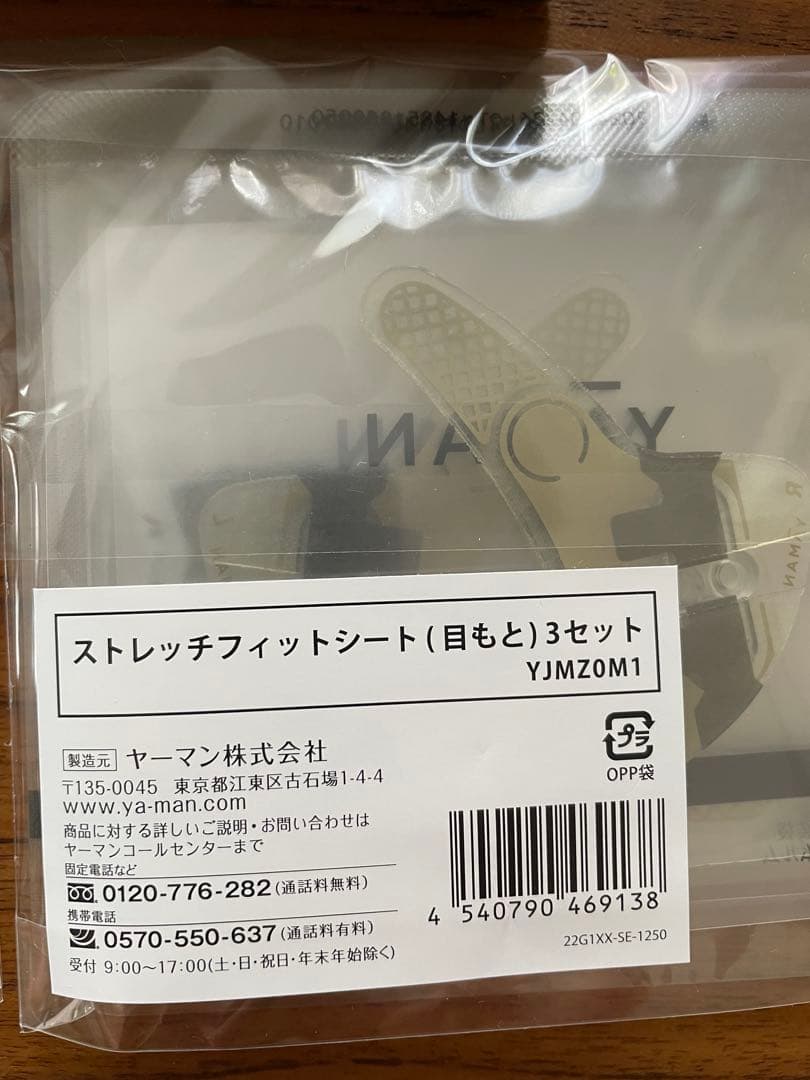 YA-MAN
R YAMAN
ストレッチフィットシート(目もと)3セット
YJMZ0M1
製造元 ヤーマン株式会社
〒135-0045 東京都江東区古石場1-4-4
www.ya-man.com
商品に対する詳しいご説明・お問い合わせは
ヤーマンコールセンターまで
固定電話など
0120-776-282(通話料無料)
携帯電話
0570-550-637(通話料有料)
受付 9:00〜17:00(土・日・祝日・年末年始除く)
プラ
OPP袋
4 540790 469138
22G1XX-SE-1250